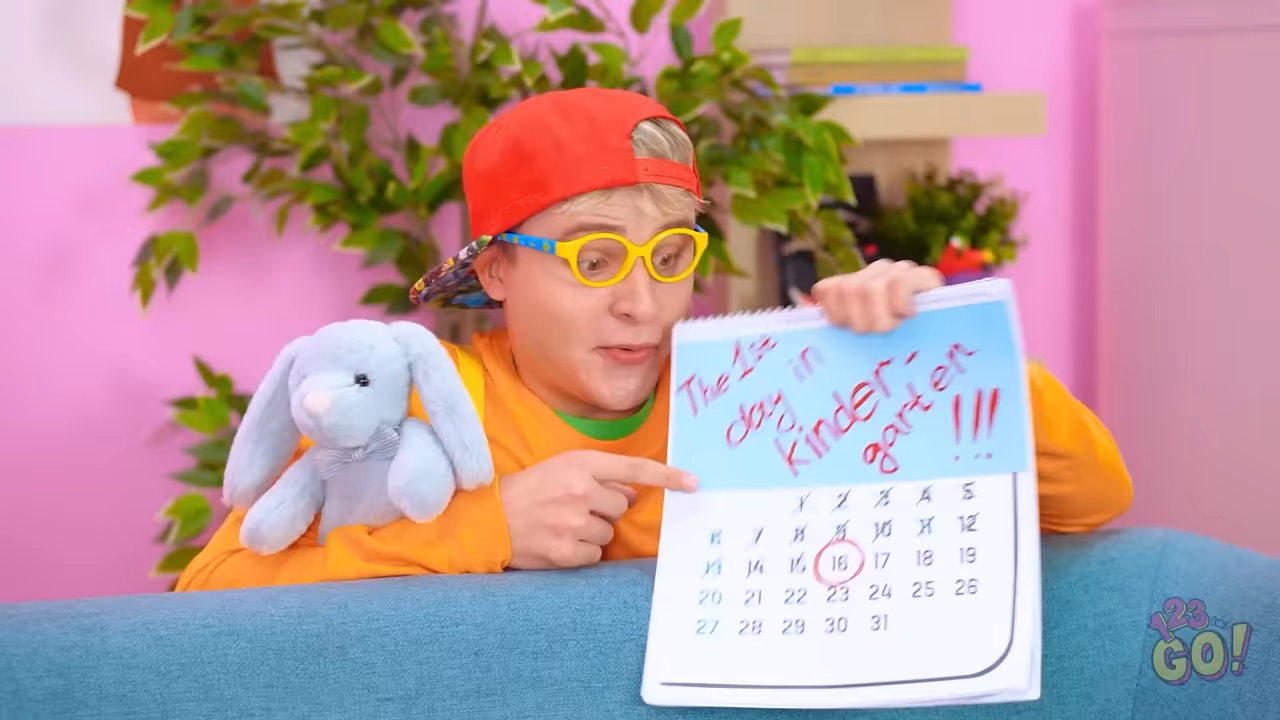 The 1st
day in
kinder-
garten
!!!
1 2 3 4 5
6 7 8 9 10 11 12
13 14 15 16 17 18 19
20 21 22 23 24 25 26
27 28 29 30 31
123
GO!